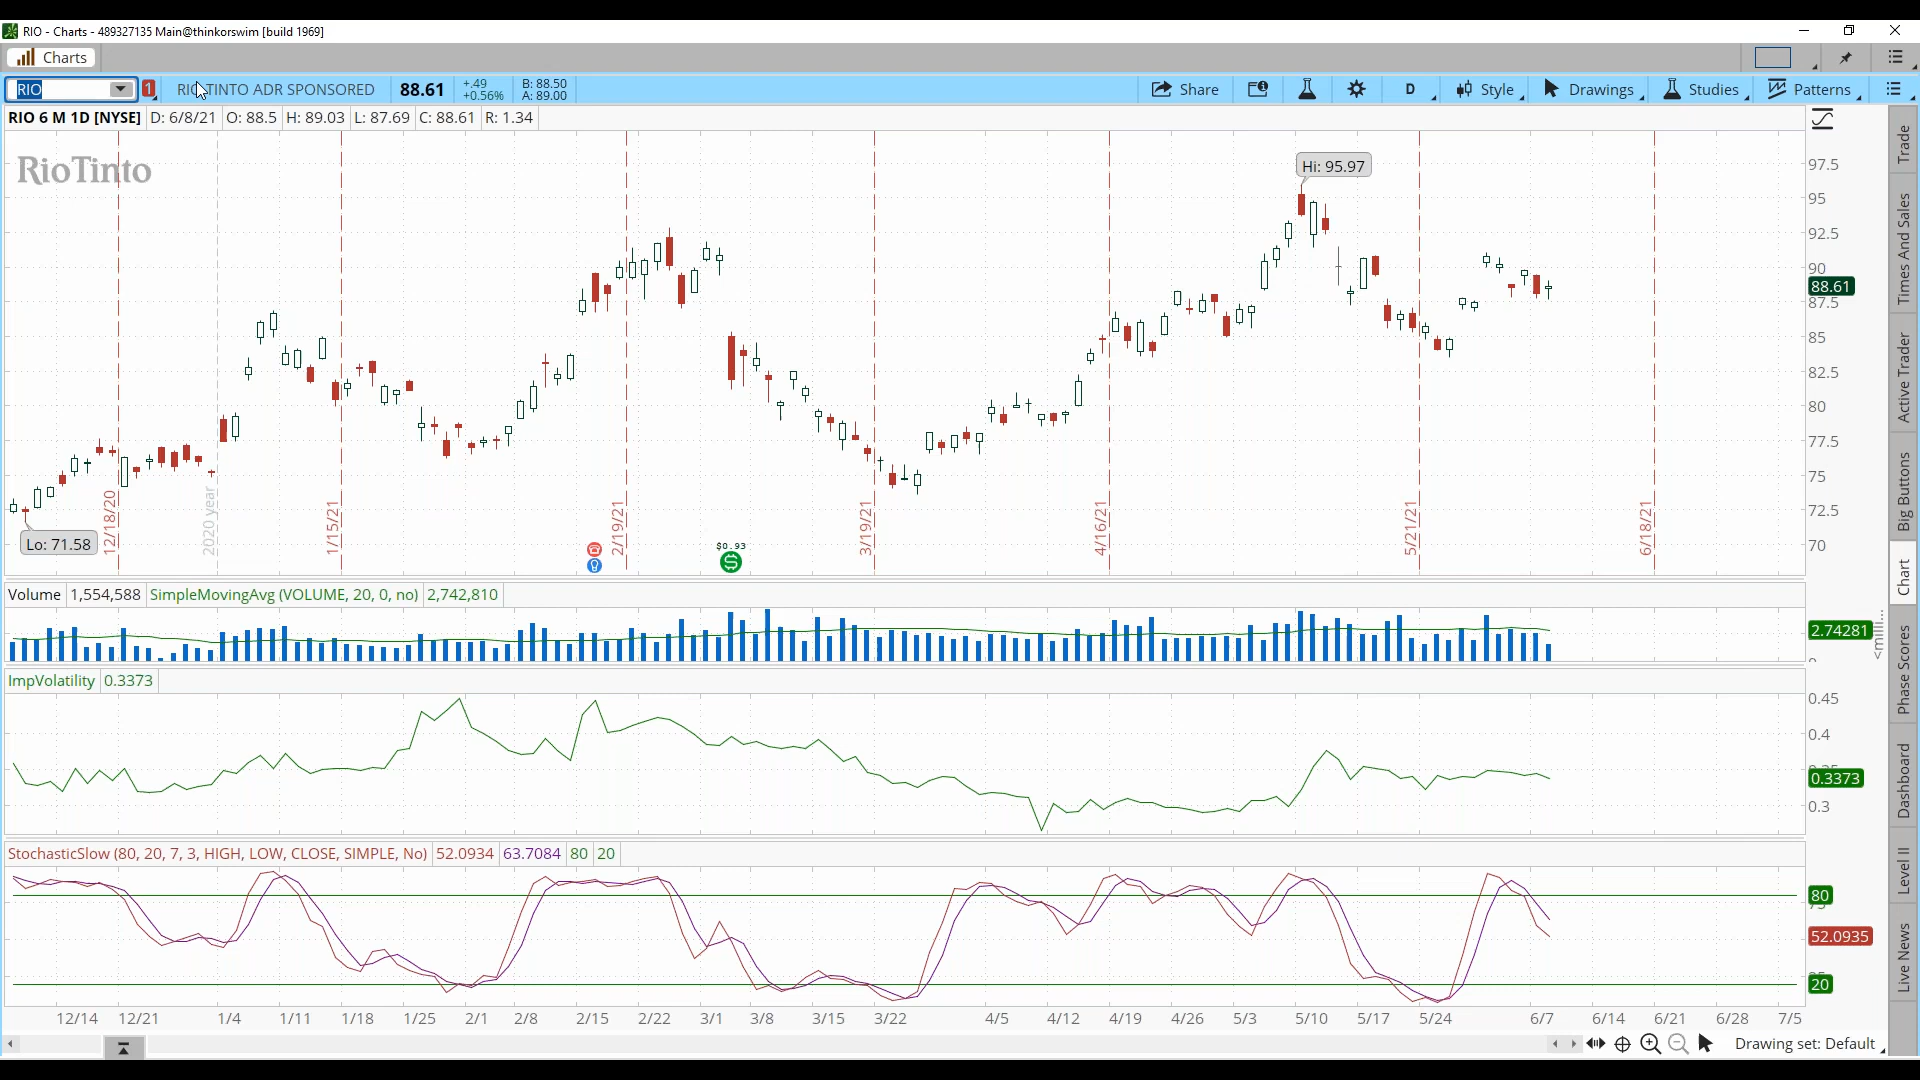 RIO - Charts - 489327135 Main@thinkorswim [build 1969]
Charts
RIO 1 RIO TINTO ADR SPONSORED 88.61 +.49 +0.56% B: 88.50 A: 89.00 Share D Style Drawings Studies Patterns
RIO 6 M 1D [NYSE] D: 6/8/21 O: 88.5 H: 89.03 L: 87.69 C: 88.61 R: 1.34
RioTinto
Hi: 95.97
Lo: 71.58
97.5
95
92.5
90
88.61
87.5
85
82.5
80
77.5
75
72.5
70
12/18/20
2020 year
1/15/21
2/19/21
3/19/21
4/16/21
5/21/21
6/18/21
$0.93
Volume 1,554,588 SimpleMovingAvg (VOLUME, 20, 0, no) 2,742,810
2.74281
<mil...
ImpVolatility 0.3373
0.45
0.4
0.3373
0.3
StochasticSlow (80, 20, 7, 3, HIGH, LOW, CLOSE, SIMPLE, No) 52.0934 63.7084 80 20
80
52.0935
20
12/14 12/21 1/4 1/11 1/18 1/25 2/1 2/8 2/15 2/22 3/1 3/8 3/15 3/22 4/5 4/12 4/19 4/26 5/3 5/10 5/17 5/24 6/7 6/14 6/21 6/28 7/5
Drawing set: Default
Trade
Times And Sales
Active Trader
Big Buttons
Chart
Phase Scores
Dashboard
Level II
Live News